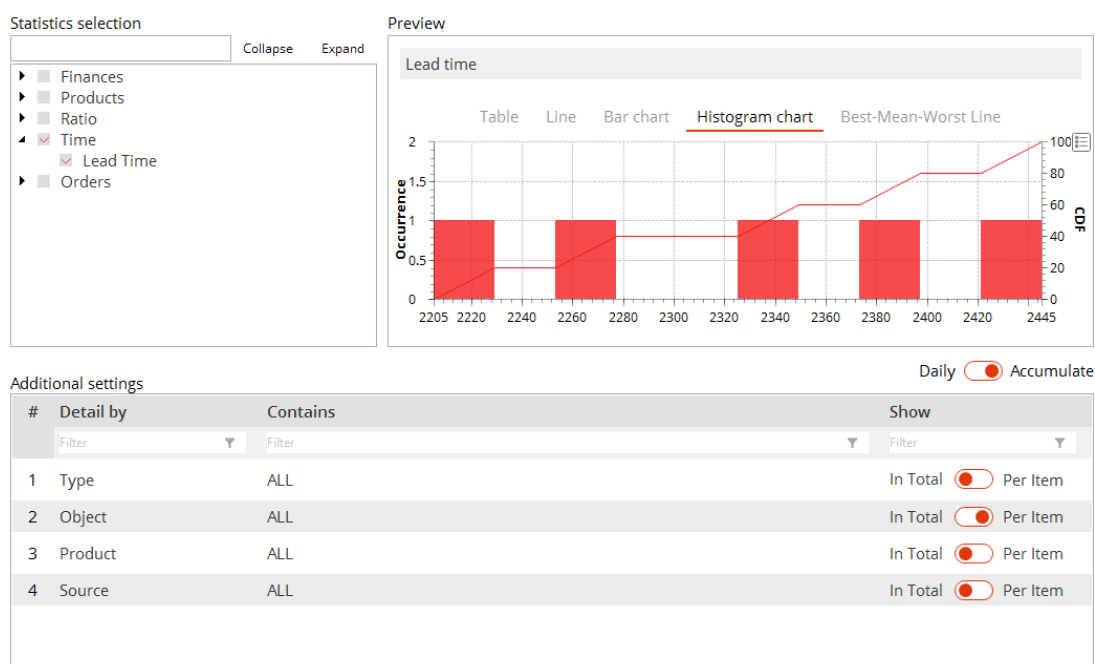 Statistics selection
Collapse Expand
Finances
Products
Ratio
Time
Lead Time
Orders
Preview
Lead time
Table Line Bar chart Histogram chart Best-Mean-Worst Line
Occurrence
2
1.5
1
0.5
0
100
80
60
40
20
0
CDF
2205 2220 2240 2260 2280 2300 2320 2340 2360 2380 2400 2420 2445
Daily Accumulate
Additional settings
# Detail by Contains Show
Filter Filter Filter
1 Type ALL In Total Per Item
2 Object ALL In Total Per Item
3 Product ALL In Total Per Item
4 Source ALL In Total Per Item